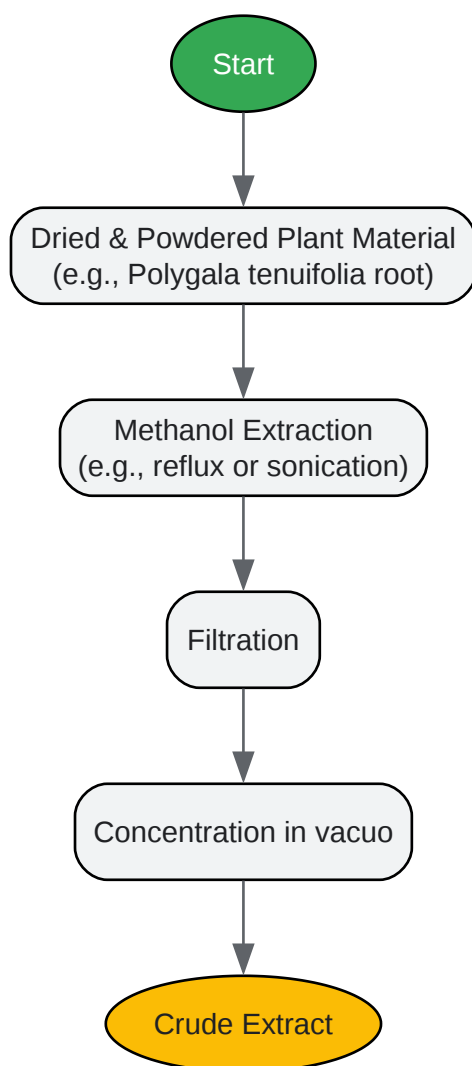 Start
Dried & Powdered Plant Material
(e.g., Polygala tenuifolia root)
Methanol Extraction
(e.g., reflux or sonication)
Filtration
Concentration in vacuo
Crude Extract